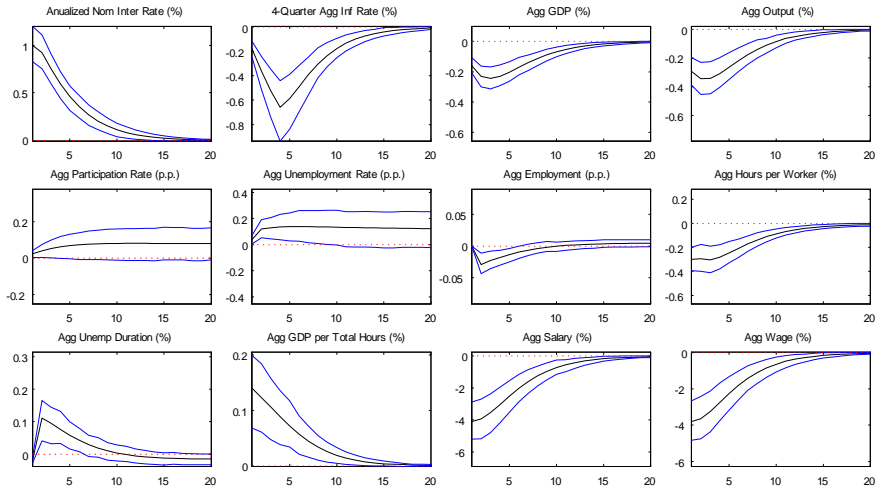 Anualized Nom Inter Rate (%)
4-Quarter Agg Inf Rate (%)
Agg GDP (%)
Agg Output (%)
1
0.5
0
5 10 15 20
0
-0.2
-0.4
-0.6
-0.8
5 10 15 20
0
-0.2
-0.4
-0.6
5 10 15 20
0
-0.2
-0.4
-0.6
5 10 15 20
Agg Participation Rate (p.p.)
Agg Unemployment Rate (p.p.)
Agg Employment (p.p.)
Agg Hours per Worker (%)
0.2
0
-0.2
5 10 15 20
0.4
0.2
0
-0.2
-0.4
5 10 15 20
0.05
0
-0.05
5 10 15 20
0.2
0
-0.2
-0.4
-0.6
5 10 15 20
Agg Unemp Duration (%)
Agg GDP per Total Hours (%)
Agg Salary (%)
Agg Wage (%)
0.3
0.2
0.1
0
5 10 15 20
0.2
0.1
0
5 10 15 20
0
-2
-4
-6
5 10 15 20
0
-2
-4
-6
5 10 15 20